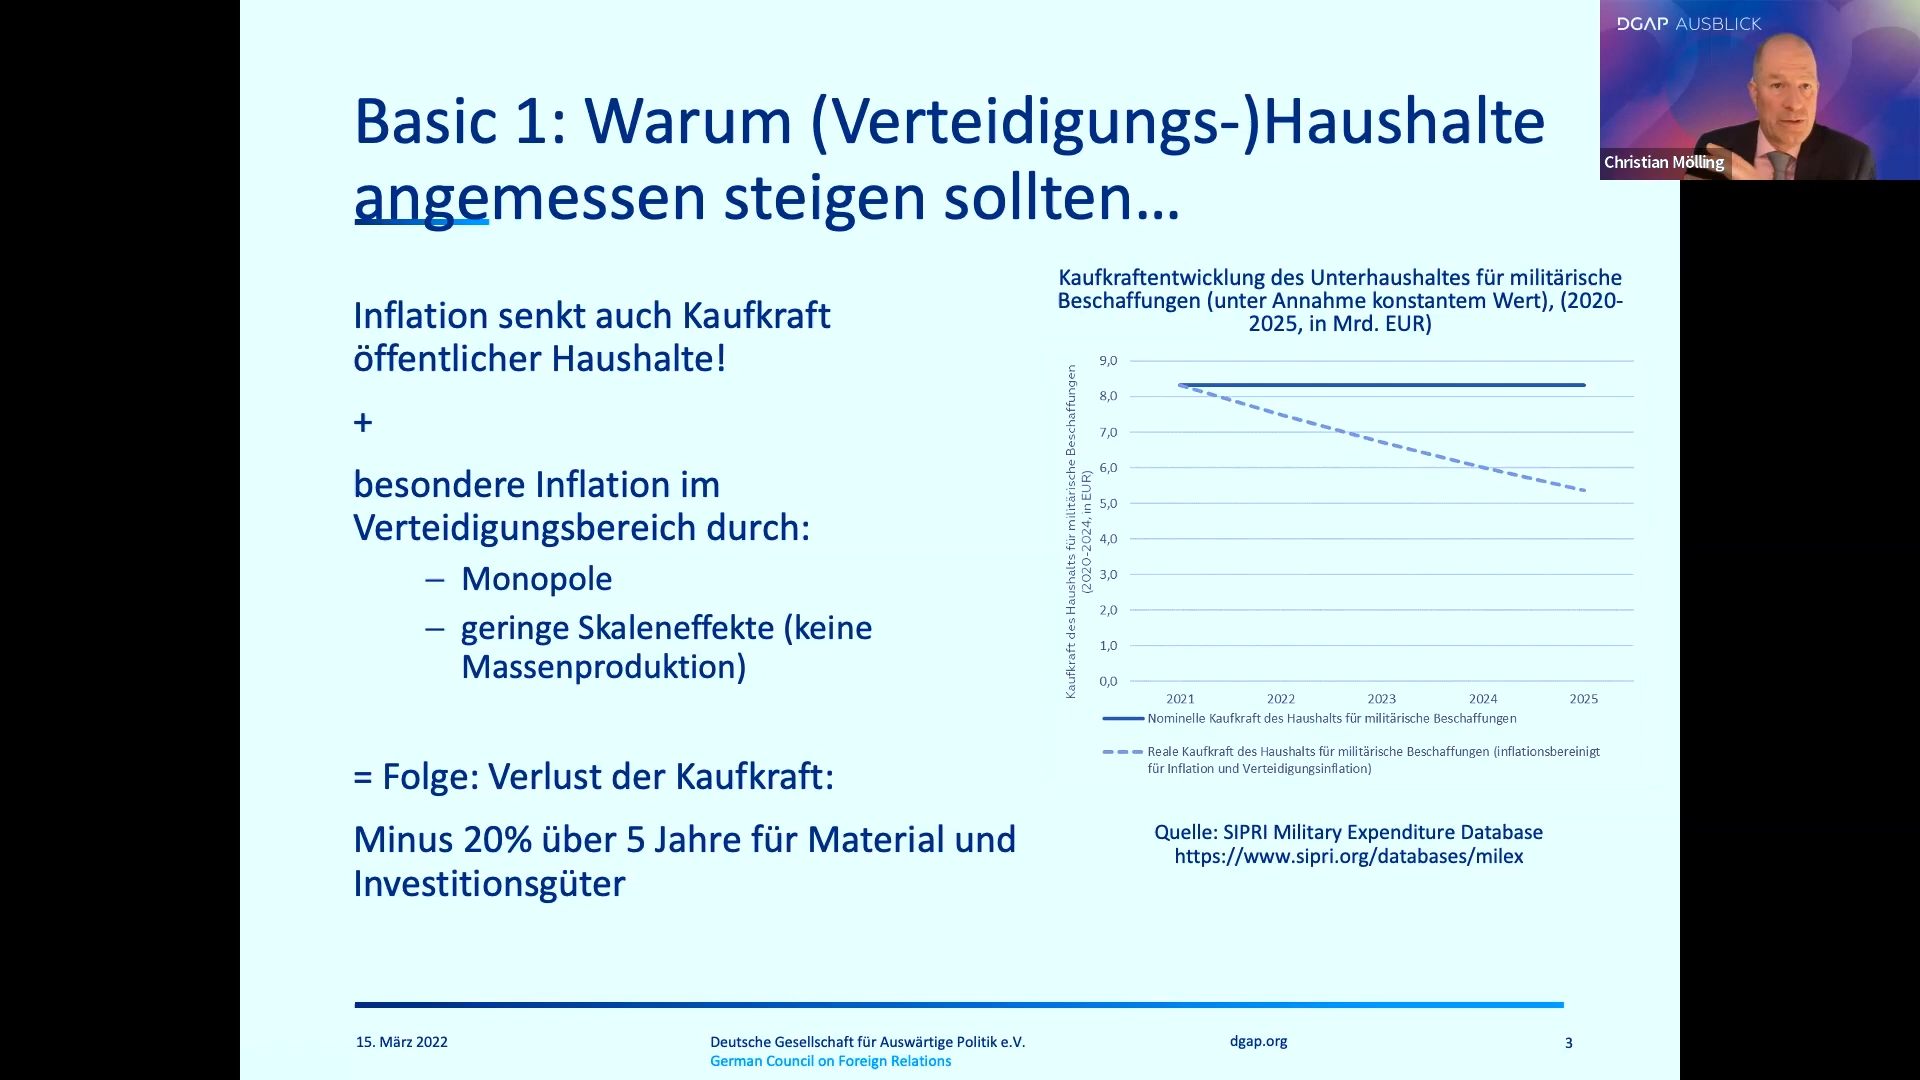 DGAP AUSBLICK
Christian Mölling
Basic 1: Warum (Verteidigungs-)Haushalte
angemessen steigen sollten…
Inflation senkt auch Kaufkraft
öffentlicher Haushalte!
+
besondere Inflation im
Verteidigungsbereich durch:
– Monopole
– geringe Skaleneffekte (keine
Massenproduktion)
= Folge: Verlust der Kaufkraft:
Minus 20% über 5 Jahre für Material und
Investitionsgüter
Kaufkraftentwicklung des Unterhaushaltes für militärische
Beschaffungen (unter Annahme konstantem Wert), (2020-
2025, in Mrd. EUR)
Kaufkraft des Haushalts für militärische Beschaffungen
(2020-2024, in EUR)
9,0
8,0
7,0
6,0
5,0
4,0
3,0
2,0
1,0
0,0
2021 2022 2023 2024 2025
Nominelle Kaufkraft des Haushalts für militärische Beschaffungen
Reale Kaufkraft des Haushalts für militärische Beschaffungen (inflationsbereinigt
für Inflation und Verteidigungsinflation)
Quelle: SIPRI Military Expenditure Database
https://www.sipri.org/databases/milex
15. März 2022
Deutsche Gesellschaft für Auswärtige Politik e.V.
German Council on Foreign Relations
dgap.org
3